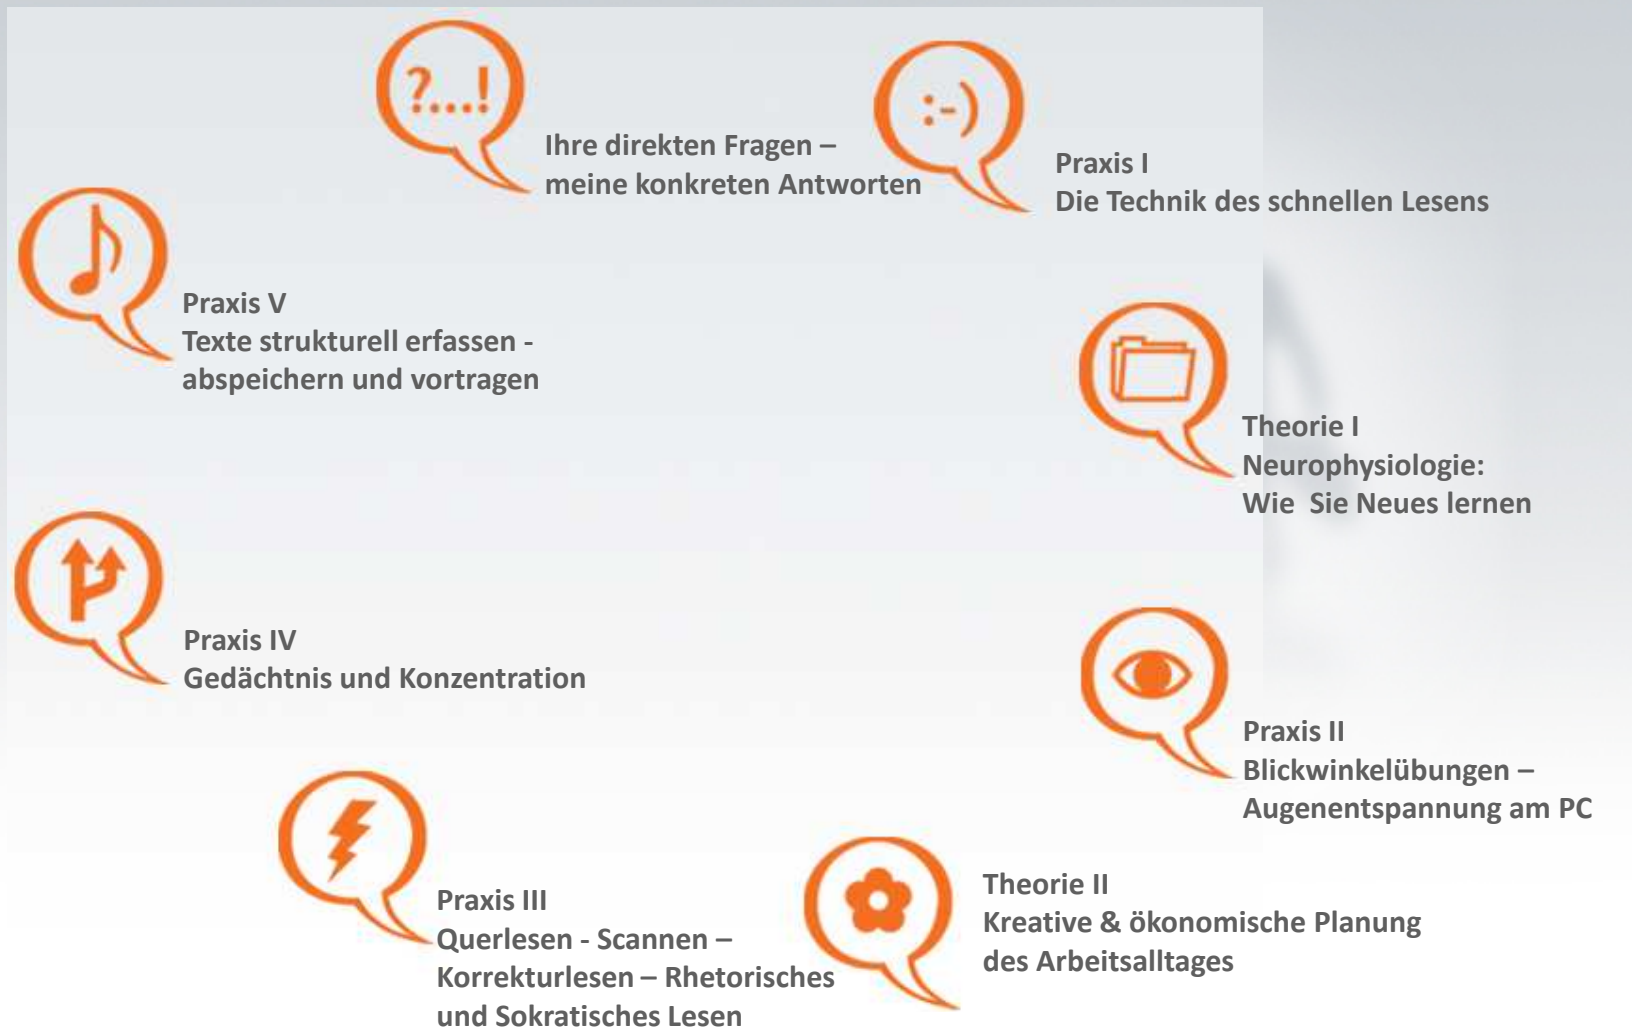 ?...!
Ihre direkten Fragen –
meine konkreten Antworten
:-)
Praxis I
Die Technik des schnellen Lesens
Praxis V
Texte strukturell erfassen -
abspeichern und vortragen
Theorie I
Neurophysiologie:
Wie  Sie Neues lernen
Praxis IV
Gedächtnis und Konzentration
Praxis II
Blickwinkelübungen –
Augenentspannung am PC
Praxis III
Querlesen - Scannen –
Korrekturlesen – Rhetorisches
und Sokratisches Lesen
Theorie II
Kreative & ökonomische Planung
des Arbeitsalltages